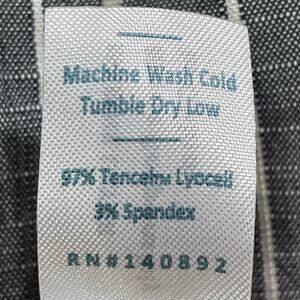 Machine Wash Cold
Tumble Dry Low
97% Tencel™ Lyocell
3% Spandex
RN#140892